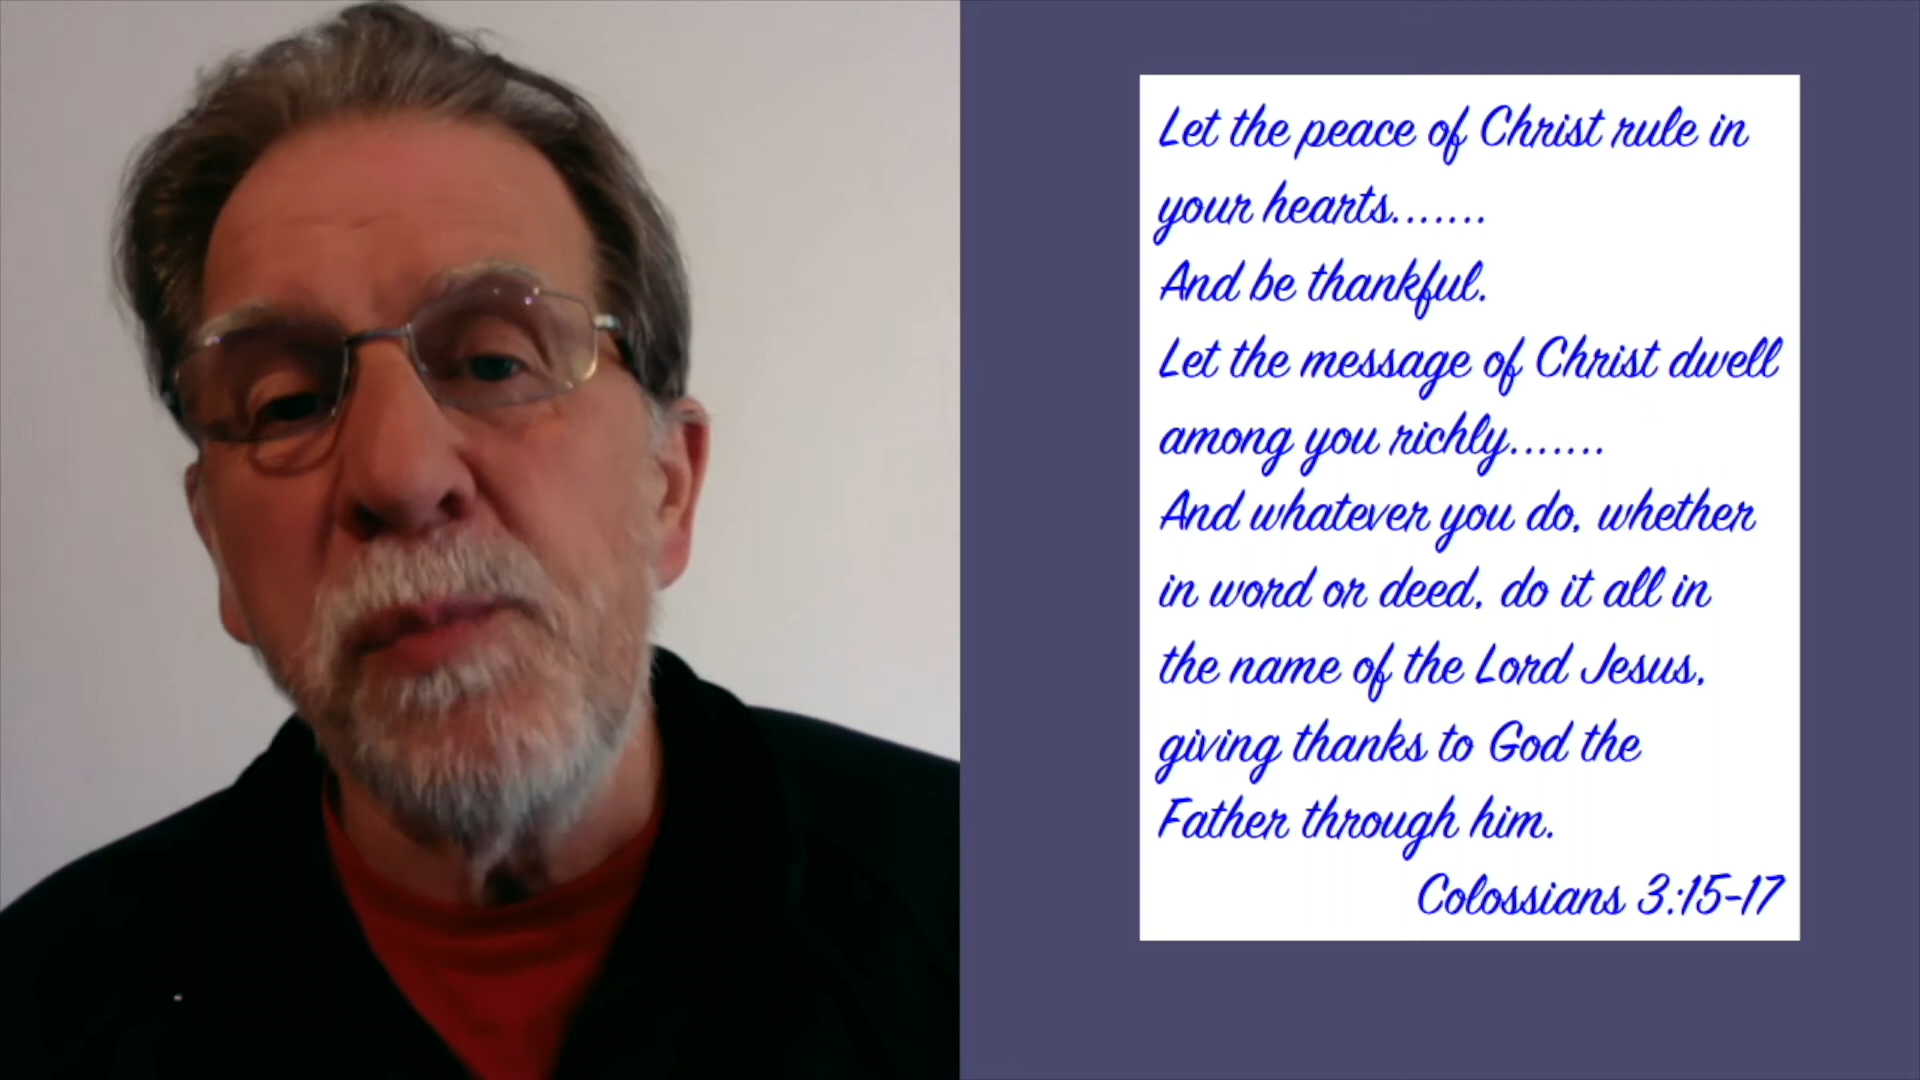 Let the peace of Christ rule in
your hearts.......
And be thankful.
Let the message of Christ dwell
among you richly.......
And whatever you do, whether
in word or deed, do it all in
the name of the Lord Jesus,
giving thanks to God the
Father through him.
Colossians 3:15-17